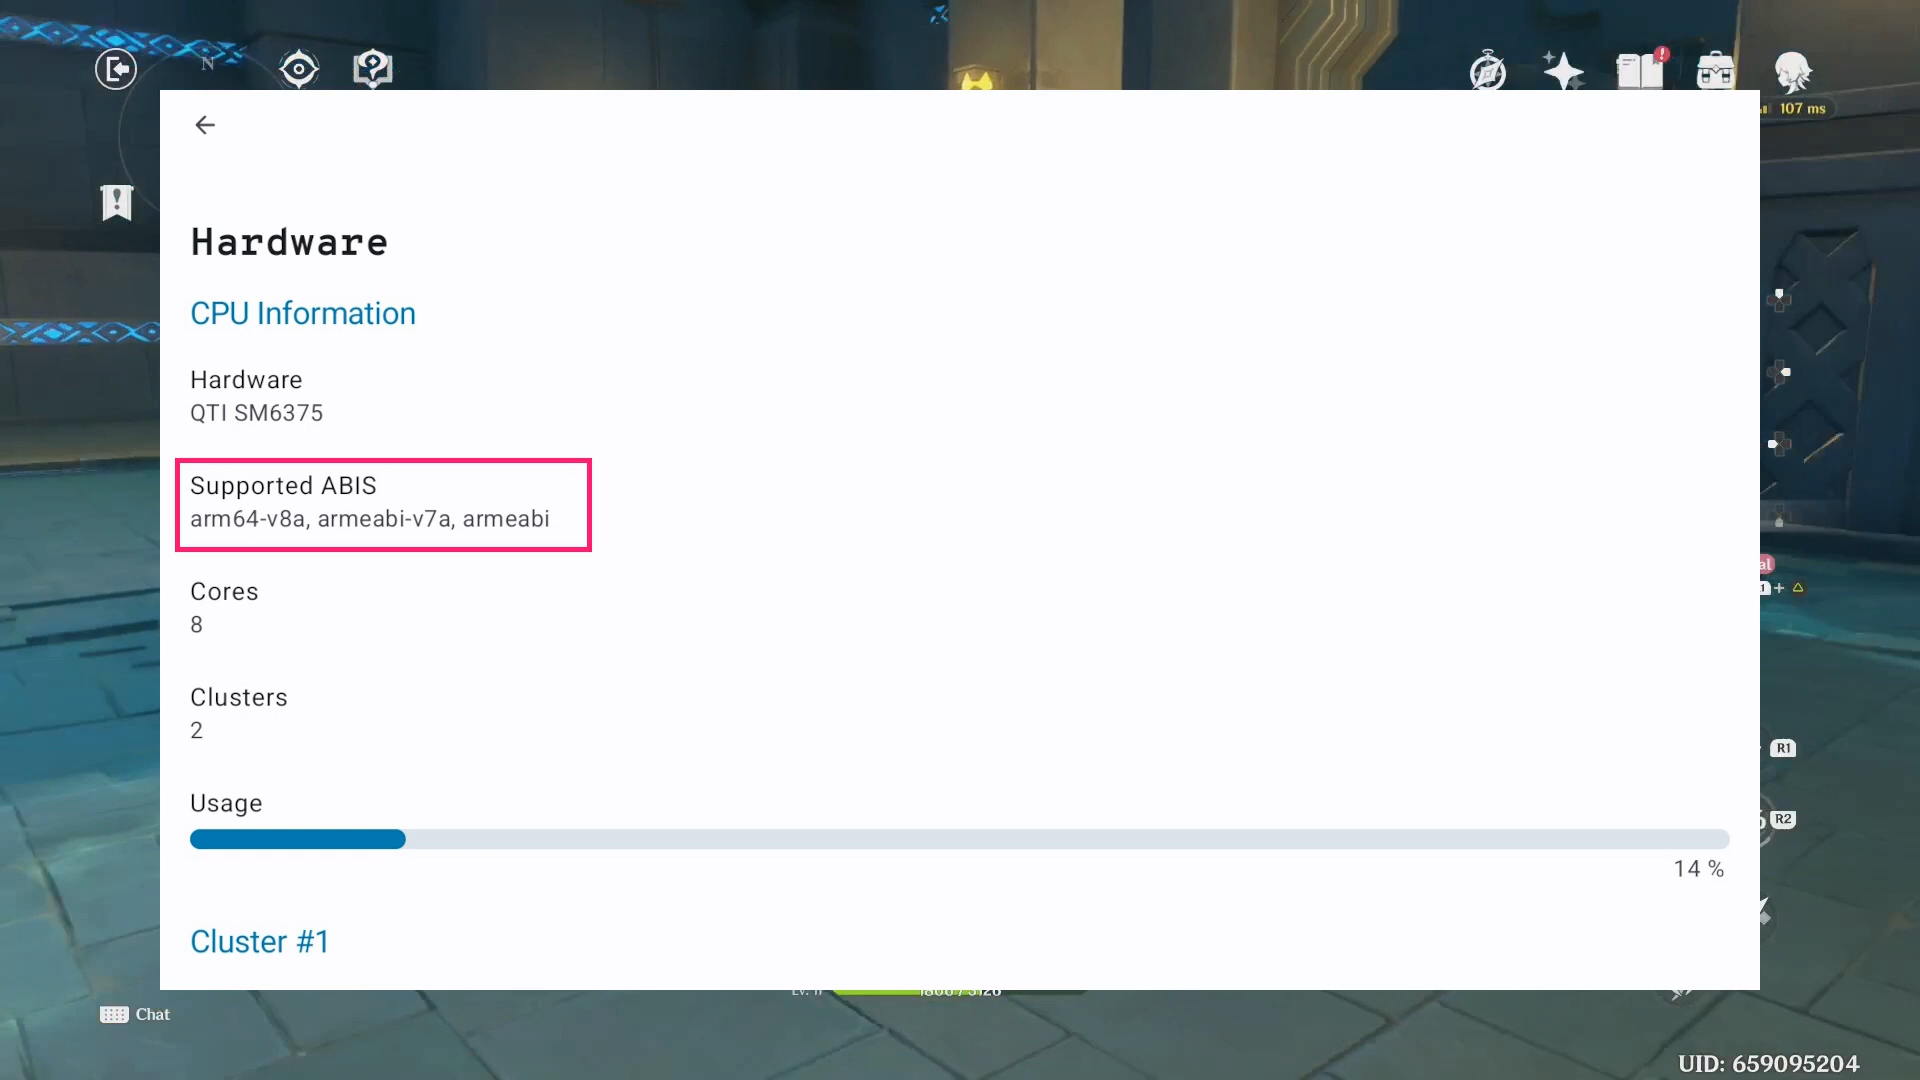 N
107 ms
Hardware
CPU Information
Hardware
QTI SM6375
Supported ABIS
arm64-v8a, armeabi-v7a, armeabi
Cores
8
Clusters
2
Usage
14 %
Cluster #1
R1
R2
Chat
UID: 659095204